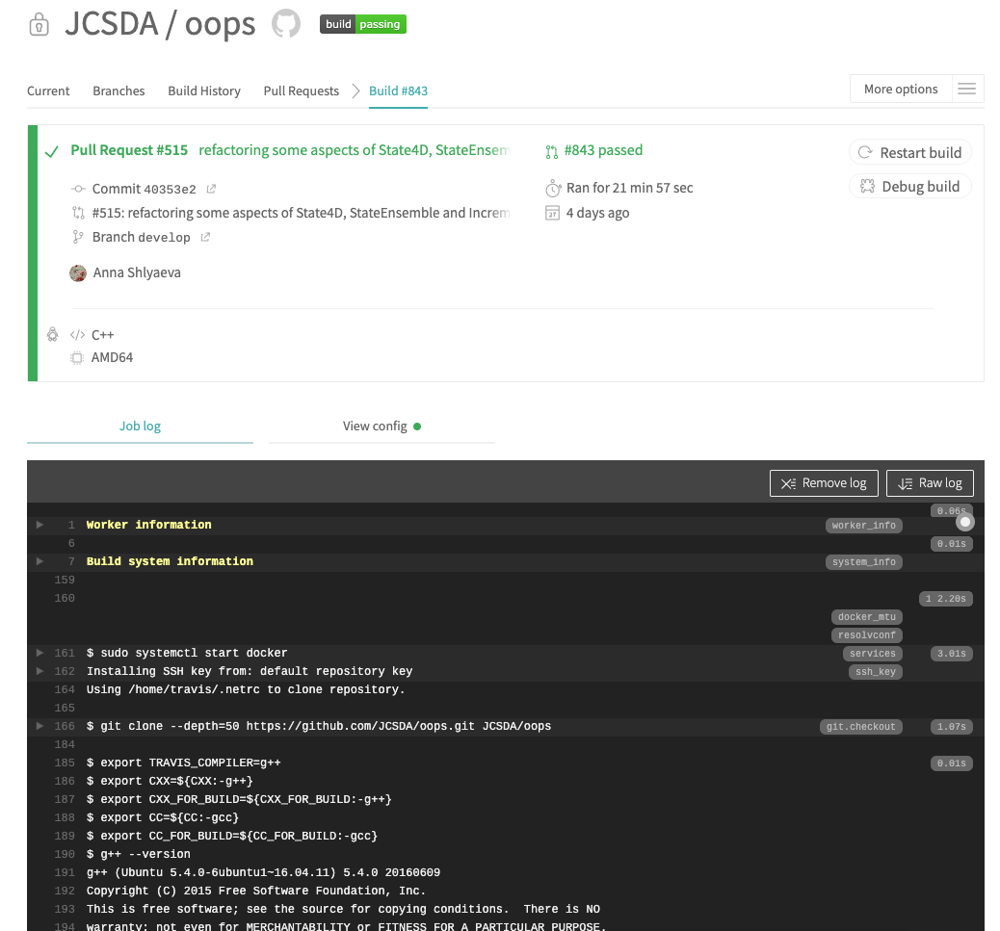 JCSDA / oops build passing
Current Branches Build History Pull Requests Build #843 More options
Pull Request #515 refactoring some aspects of State4D, StateEnsem #843 passed Restart build
Commit 40353e2 Ran for 21 min 57 sec Debug build
#515: refactoring some aspects of State4D, StateEnsemble and Increm 4 days ago
Branch develop
Anna Shlyaeva
</> C++
AMD64
Job log View config
Remove log Raw log
0.06s
1 Worker information worker_info
6 0.01s
7 Build system information system_info
159
160 1 2.20s
docker_mtu
resolvconf
161 $ sudo systemctl start docker services 3.01s
162 Installing SSH key from: default repository key ssh_key
164 Using /home/travis/.netrc to clone repository.
165
166 $ git clone --depth=50 https://github.com/JCSDA/oops.git JCSDA/oops git.checkout 1.07s
184
185 $ export TRAVIS_COMPILER=g++ 0.01s
186 $ export CXX=${CXX:-g++}
187 $ export CXX_FOR_BUILD=${CXX_FOR_BUILD:-g++}
188 $ export CC=${CC:-gcc}
189 $ export CC_FOR_BUILD=${CC_FOR_BUILD:-gcc}
190 $ g++ --version
191 g++ (Ubuntu 5.4.0-6ubuntu1~16.04.11) 5.4.0 20160609
192 Copyright (C) 2015 Free Software Foundation, Inc.
193 This is free software; see the source for copying conditions.  There is NO
194 warranty; not even for MERCHANTABILITY or FITNESS FOR A PARTICULAR PURPOSE.